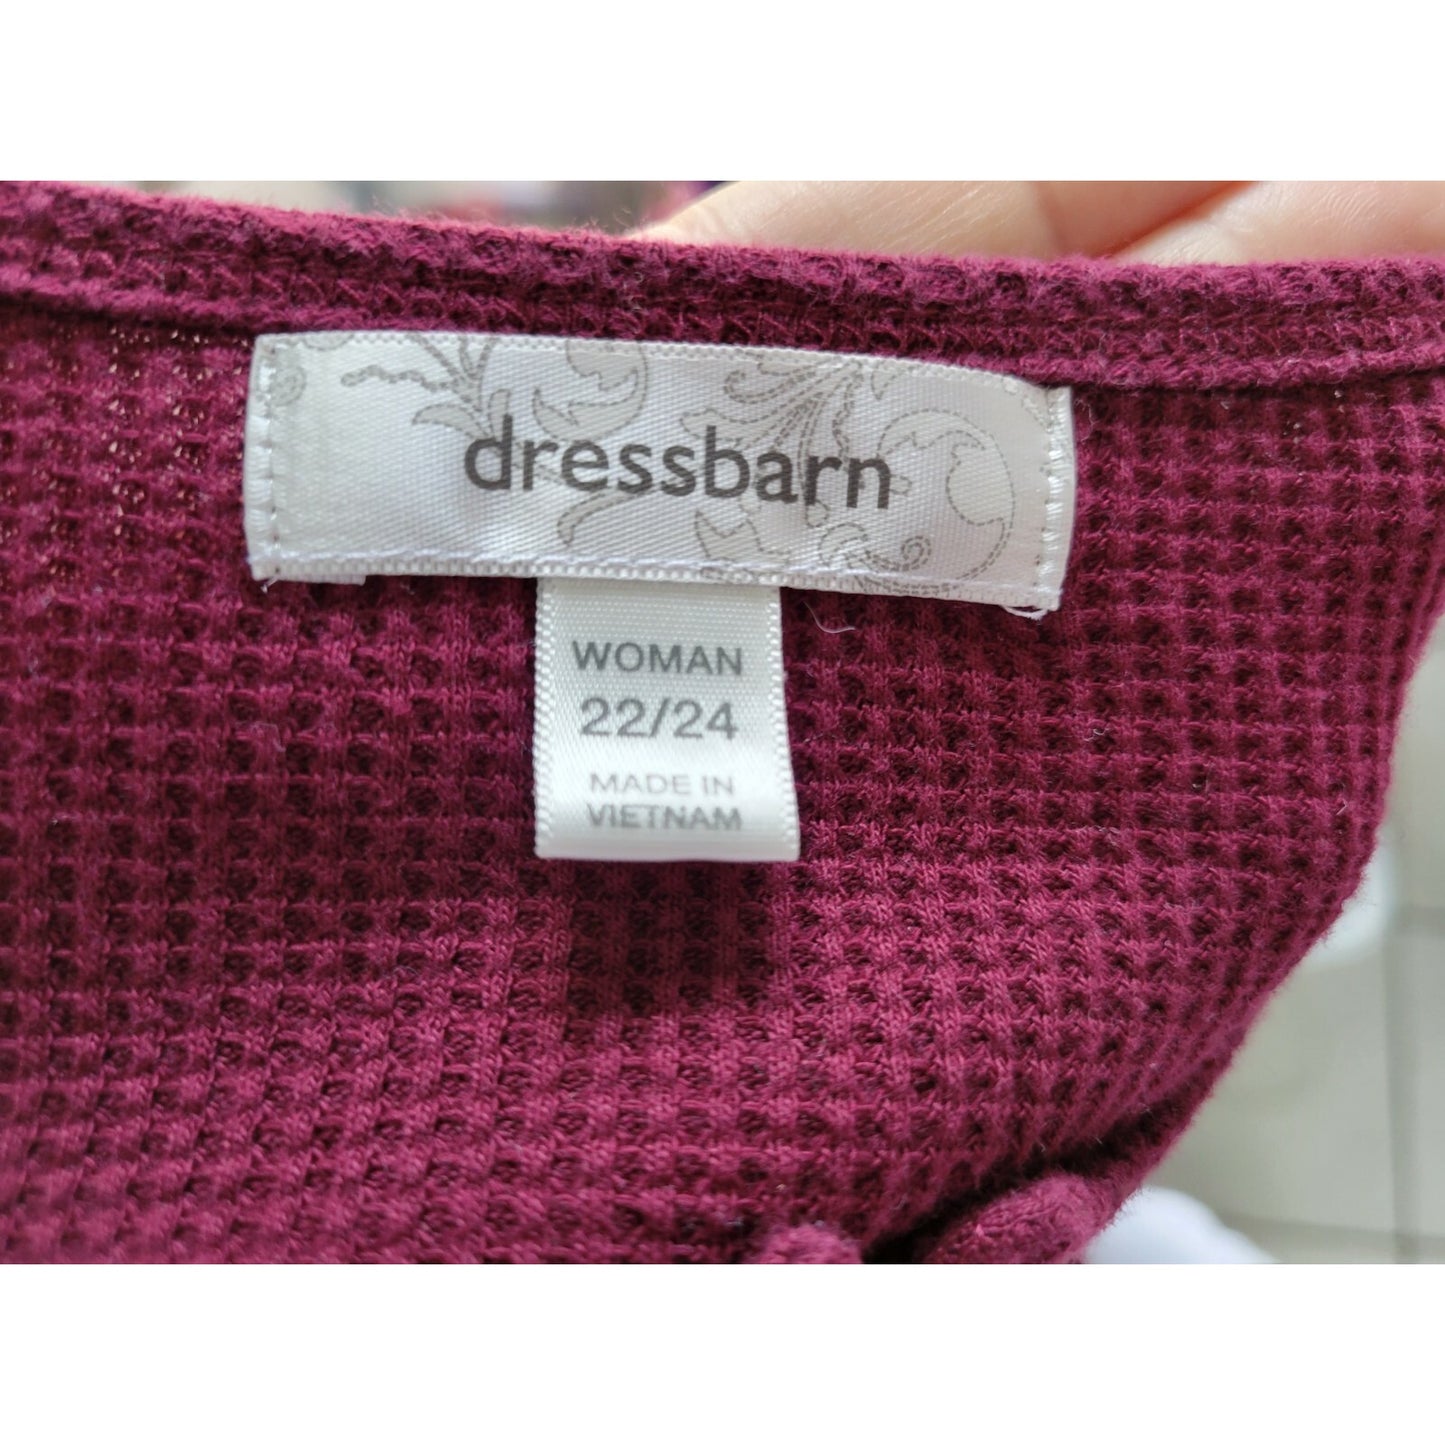 dressbarn
WOMAN
22/24
MADE IN
VIETNAM